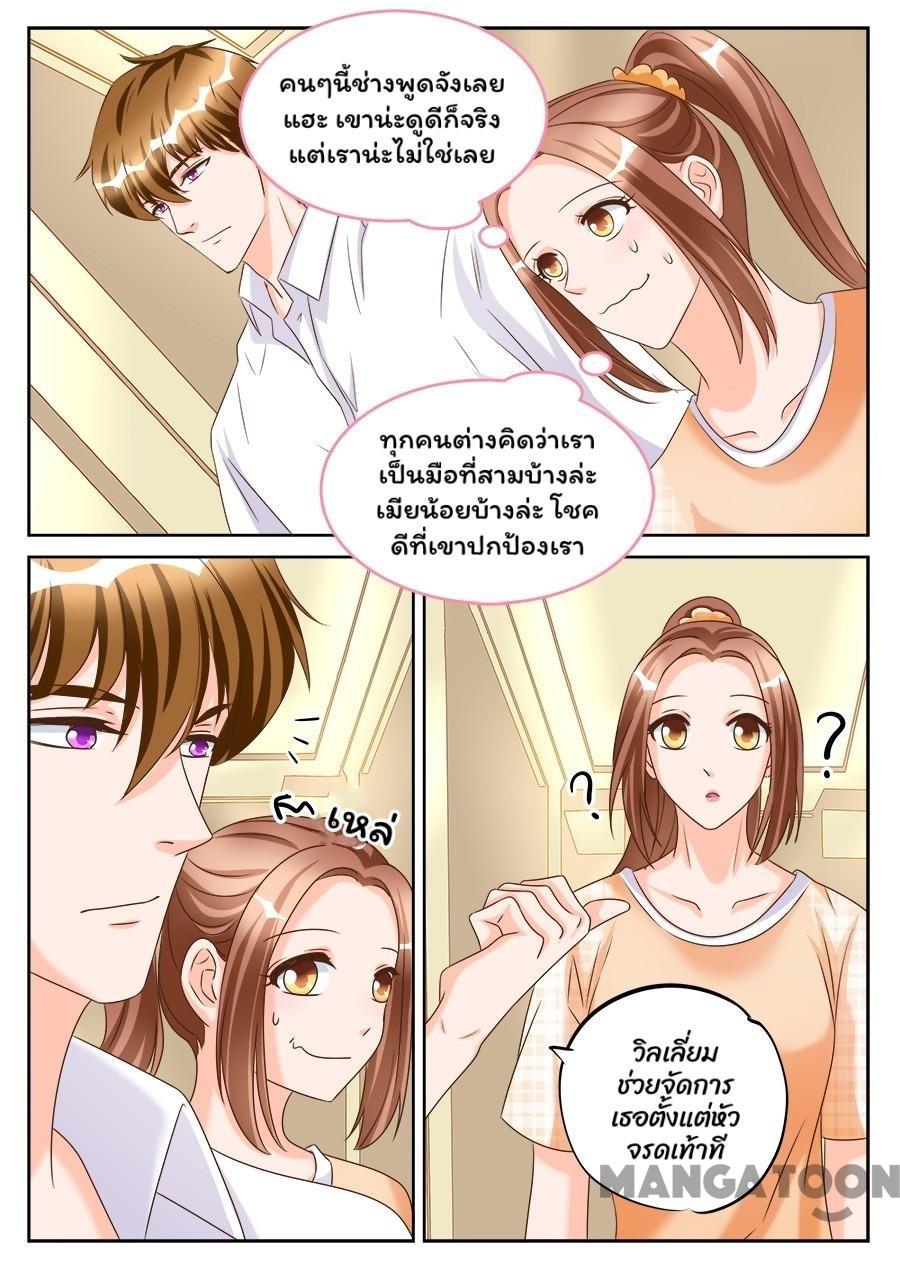 คนๆนี้ช่างพูดจังเลย
แฮะ เขาน่ะดูดีก็จริง
แต่เราน่ะไม่ใช่เลย
ทุกคนต่างคิดว่าเรา
เป็นมือที่สามบ้างล่ะ
เมียน้อยบ้างล่ะ โชค
ดีที่เขาปกป้องเรา
เหล่
?
?
วิลเลี่ยม
ช่วยจัดการ
เธอตั้งแต่หัว
จรดเท้าที
MANGATOON